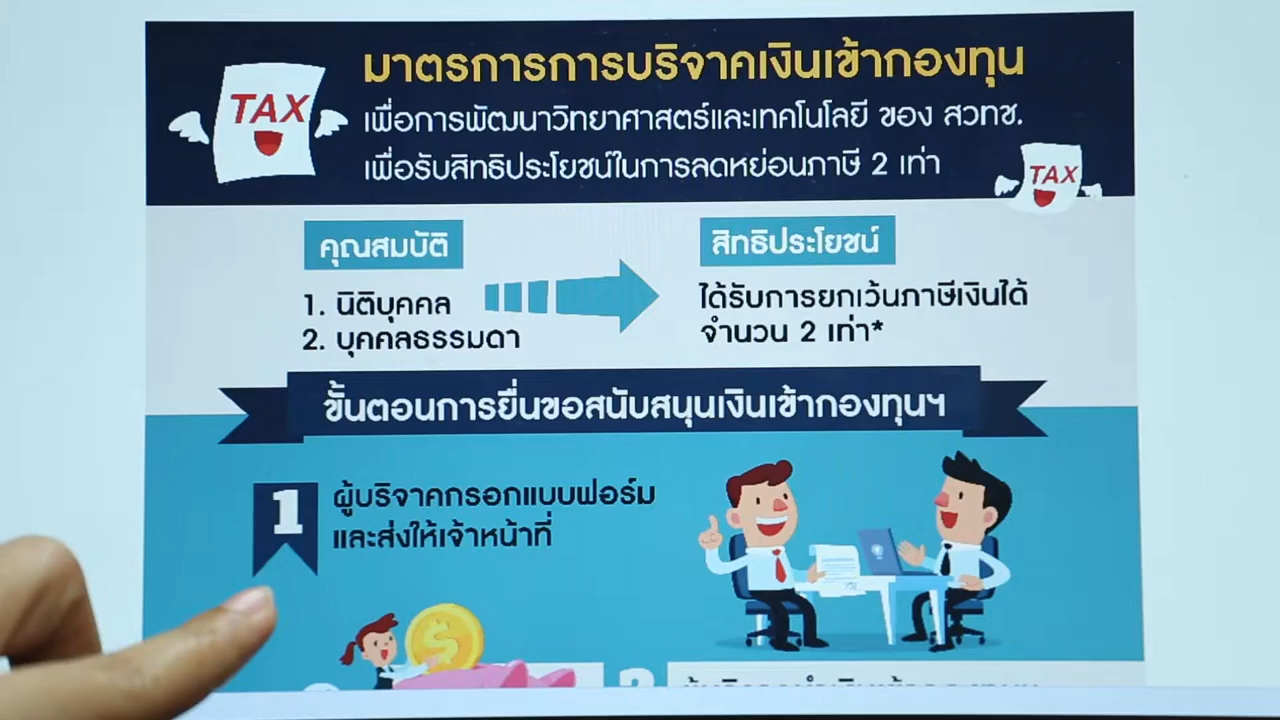 TAX
มาตรการการบริจาคเงินเข้ากองทุน
เพื่อการพัฒนาวิทยาศาสตร์และเทคโนโลยี ของ สวทช.
เพื่อรับสิทธิประโยชน์ในการลดหย่อนภาษี 2 เท่า
TAX
คุณสมบัติ
1. นิติบุคคล
2. บุคคลธรรมดา
สิทธิประโยชน์
ได้รับการยกเว้นภาษีเงินได้
จำนวน 2 เท่า*
ขั้นตอนการยื่นขอสนับสนุนเงินเข้ากองทุนฯ
1
ผู้บริจาคกรอกแบบฟอร์ม
และส่งให้เจ้าหน้าที่
$
2